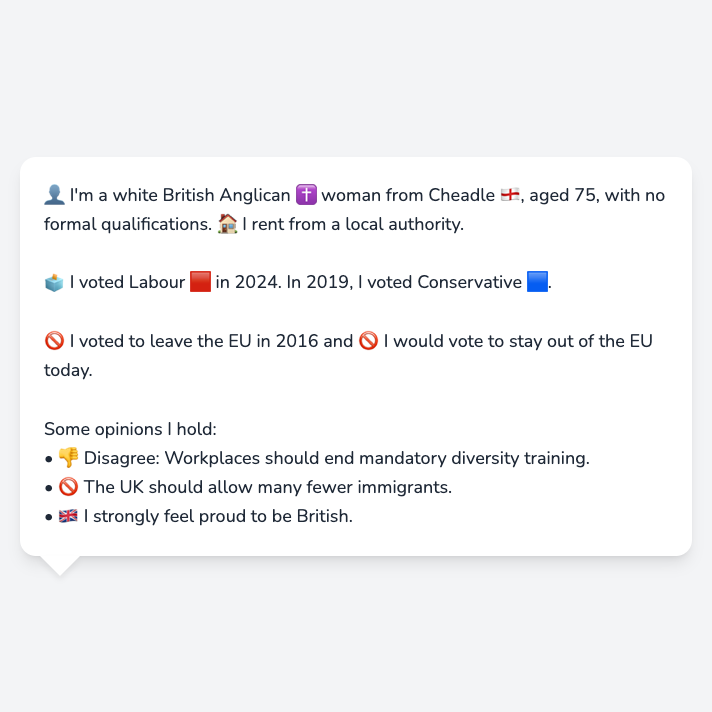 👤 I'm a white British Anglican ✝️ woman from Cheadle 🏴󠁧󠁢󠁥󠁮󠁧󠁿, aged 75, with no
formal qualifications. 🏠 I rent from a local authority.
🗳️ I voted Labour 🟥 in 2024. In 2019, I voted Conservative 🟦.
🚫 I voted to leave the EU in 2016 and 🚫 I would vote to stay out of the EU
today.
Some opinions I hold:
• 👎 Disagree: Workplaces should end mandatory diversity training.
• 🚫 The UK should allow many fewer immigrants.
• 🇬🇧 I strongly feel proud to be British.